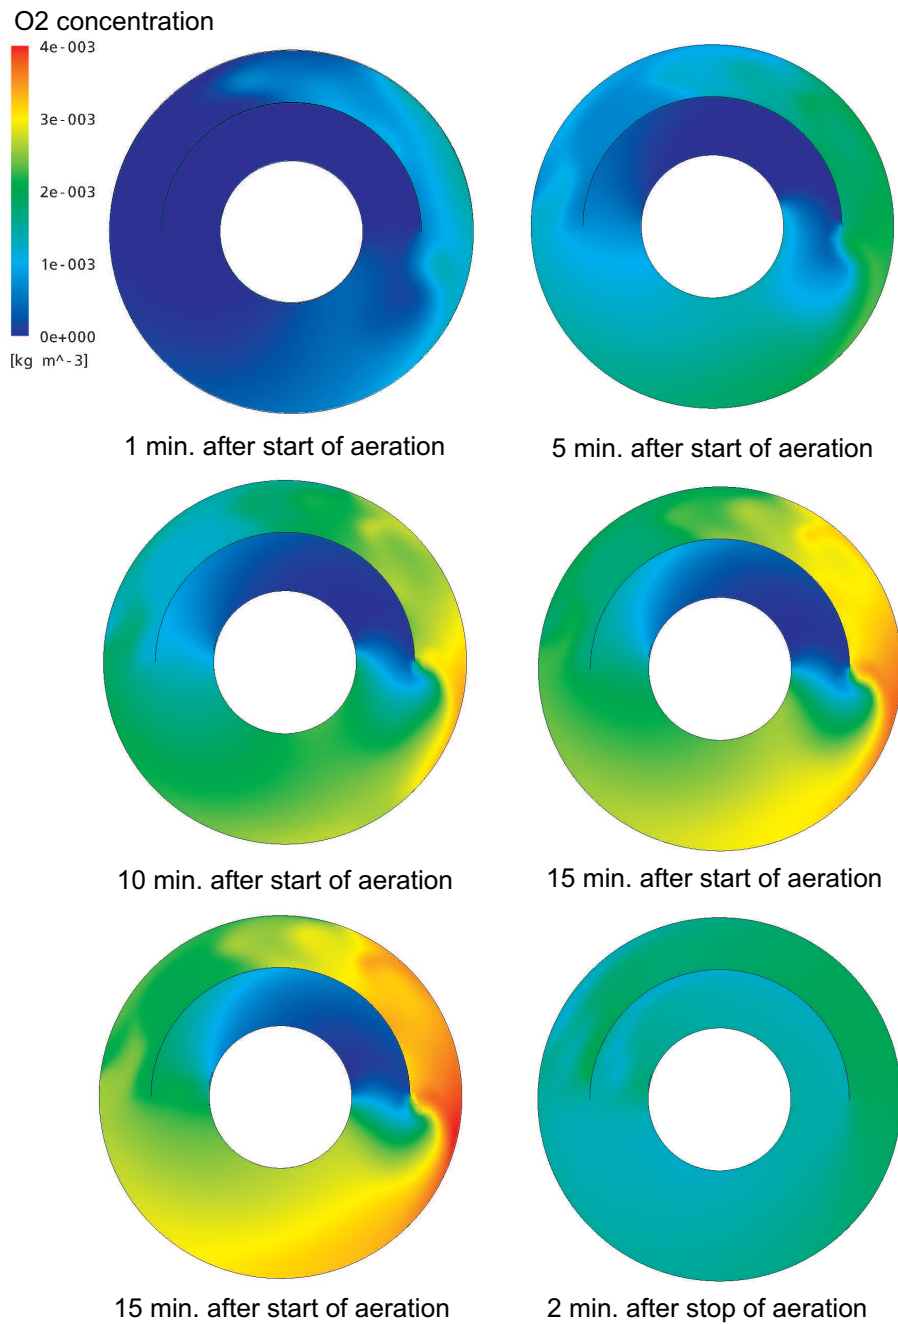 O2 concentration
4e-003
3e-003
2e-003
1e-003
0e+000
[kg m^-3]
1 min. after start of aeration
5 min. after start of aeration
10 min. after start of aeration
15 min. after start of aeration
15 min. after start of aeration
2 min. after stop of aeration